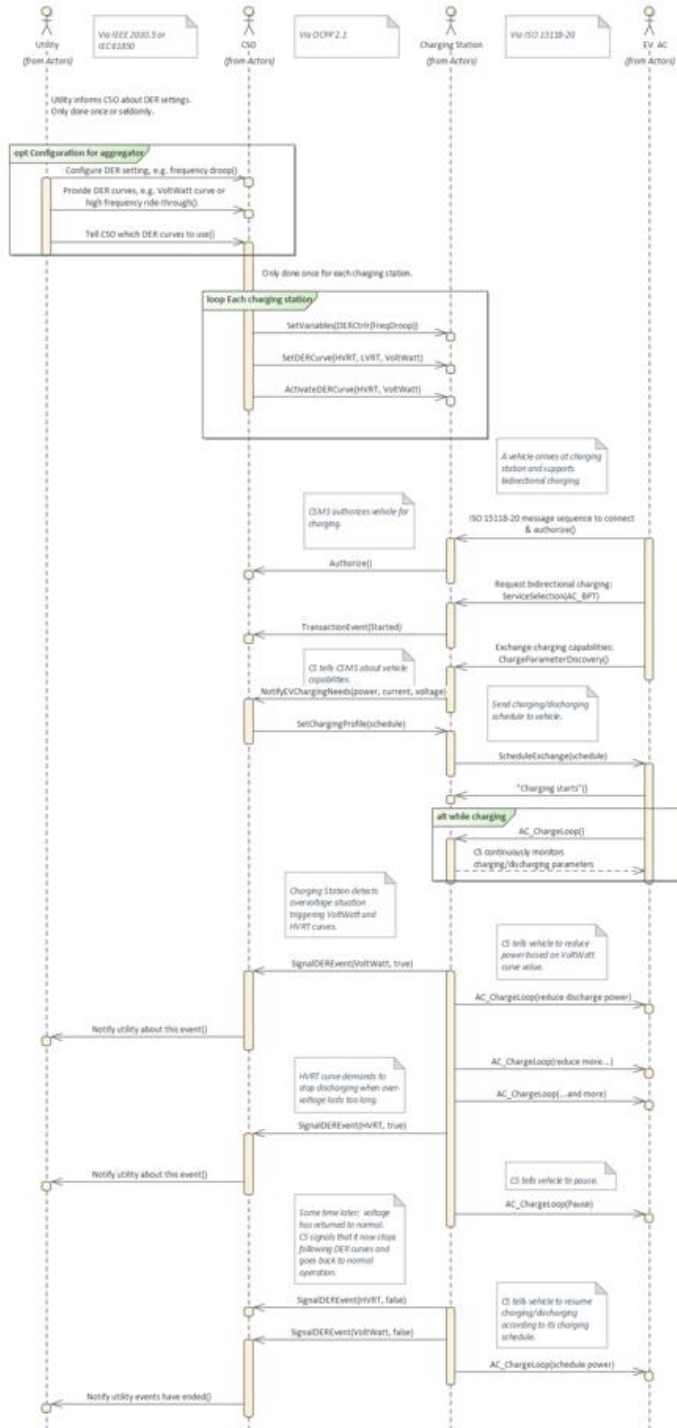 Utility
(from Actors)
Via IEEE 2030.5 or
IEC 61850
CSO
(from Actors)
Via OCPP 2.1
Charging Station
(from Actors)
Via ISO 15118-20
EV AC
(from Actors)
Utility informs CSO about DER settings.
Only done once or seldomly.
opt Configuration for aggregator
Configure DER setting, e.g. frequency droop()
Provide DER curves, e.g. VoltWatt curve or
high frequency ride-through()
Tell CSO which DER curves to use()
Only done once for each charging station.
loop Each charging station
SetVariables(DERCtrlr(FreqDroop))
SetDERCurve(HVRT, LVRT, VoltWatt)
ActivateDERCurve(HVRT, VoltWatt)
A vehicle arrives at charging
station and supports
bidirectional charging.
CSMS authorizes vehicle for
charging.
ISO 15118-20 message sequence to connect
& authorize()
Authorize()
Request bidirectional charging:
ServiceSelection(AC_BPT)
TransactionEvent(Started)
Exchange charging capabilities:
ChargeParameterDiscovery()
CS tells CSMS about vehicle
capabilities.
NotifyEVChargingNeeds(power, current, voltage)
Send charging/discharging
schedule to vehicle.
SetChargingProfile(schedule)
ScheduleExchange(schedule)
"Charging starts"()
alt while charging
AC_ChargeLoop()
CS continuously monitors
charging/discharging parameters
Charging Station detects
overvoltage situation
triggering VoltWatt and
HVRT curves.
CS tells vehicle to reduce
power based on VoltWatt
curve value.
SignalDEREvent(VoltWatt, true)
AC_ChargeLoop(reduce discharge power)
Notify utility about this event()
HVRT curve demands to
stop discharging when over-
voltage lasts too long.
AC_ChargeLoop(reduce more...)
AC_ChargeLoop(...and more)
SignalDEREvent(HVRT, true)
Notify utility about this event()
CS tells vehicle to pause.
AC_ChargeLoop(Pause)
Some time later: voltage
has returned to normal.
CS signals that it now stops
following DER curves and
goes back to normal
operation.
SignalDEREvent(HVRT, false)
CS tells vehicle to resume
charging/discharging
according to its charging
schedule.
SignalDEREvent(VoltWatt, false)
AC_ChargeLoop(schedule power)
Notify utility events have ended()